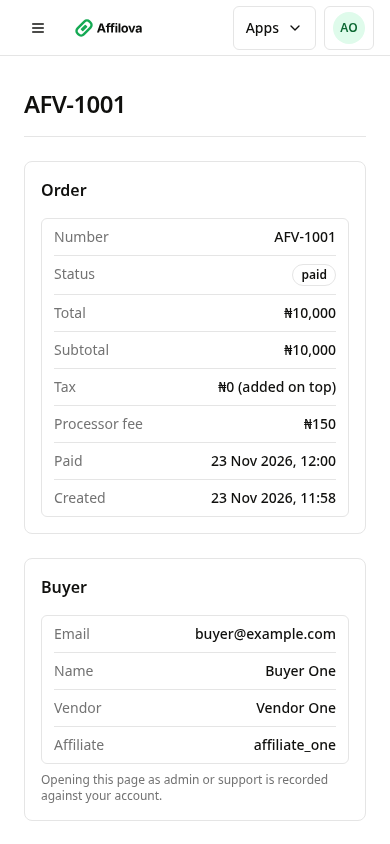 Affilova
Apps
AO
AFV-1001
Order
Number AFV-1001
Status paid
Total ₦10,000
Subtotal ₦10,000
Tax ₦0 (added on top)
Processor fee ₦150
Paid 23 Nov 2026, 12:00
Created 23 Nov 2026, 11:58
Buyer
Email buyer@example.com
Name Buyer One
Vendor Vendor One
Affiliate affiliate_one
Opening this page as admin or support is recorded
against your account.